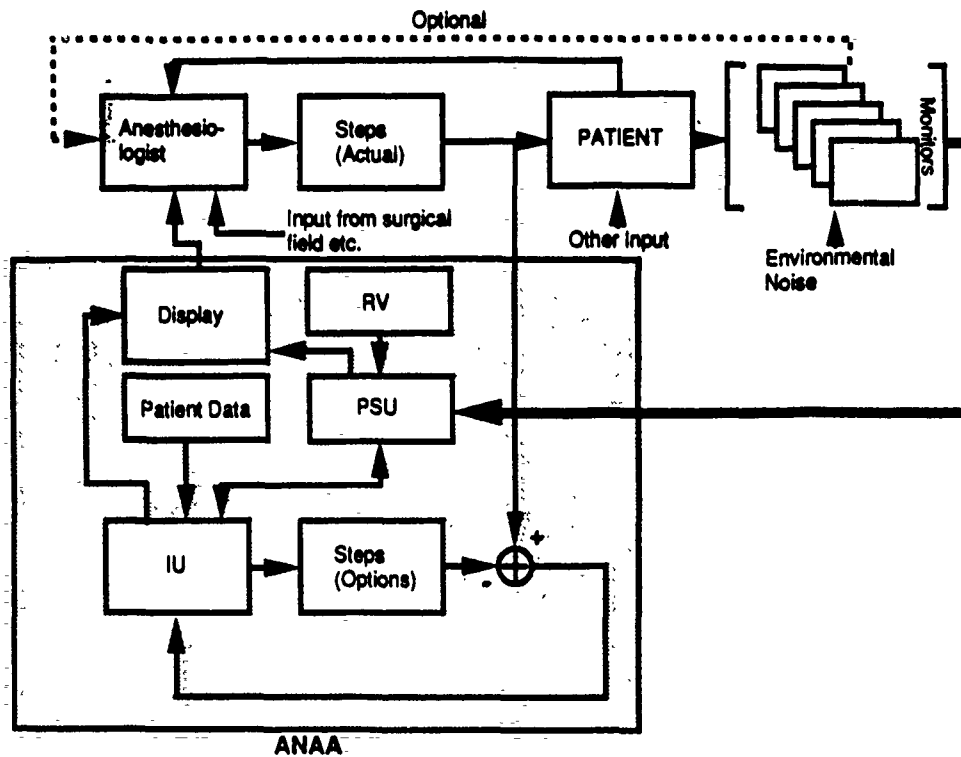 Optional
Anesthesio-
logist
Steps
(Actual)
PATIENT
Monitors
Input from surgical
field etc.
Other Input
Environmental
Noise
Display
RV
Patient Data
PSU
IU
Steps
(Options)
+
-
ANAA